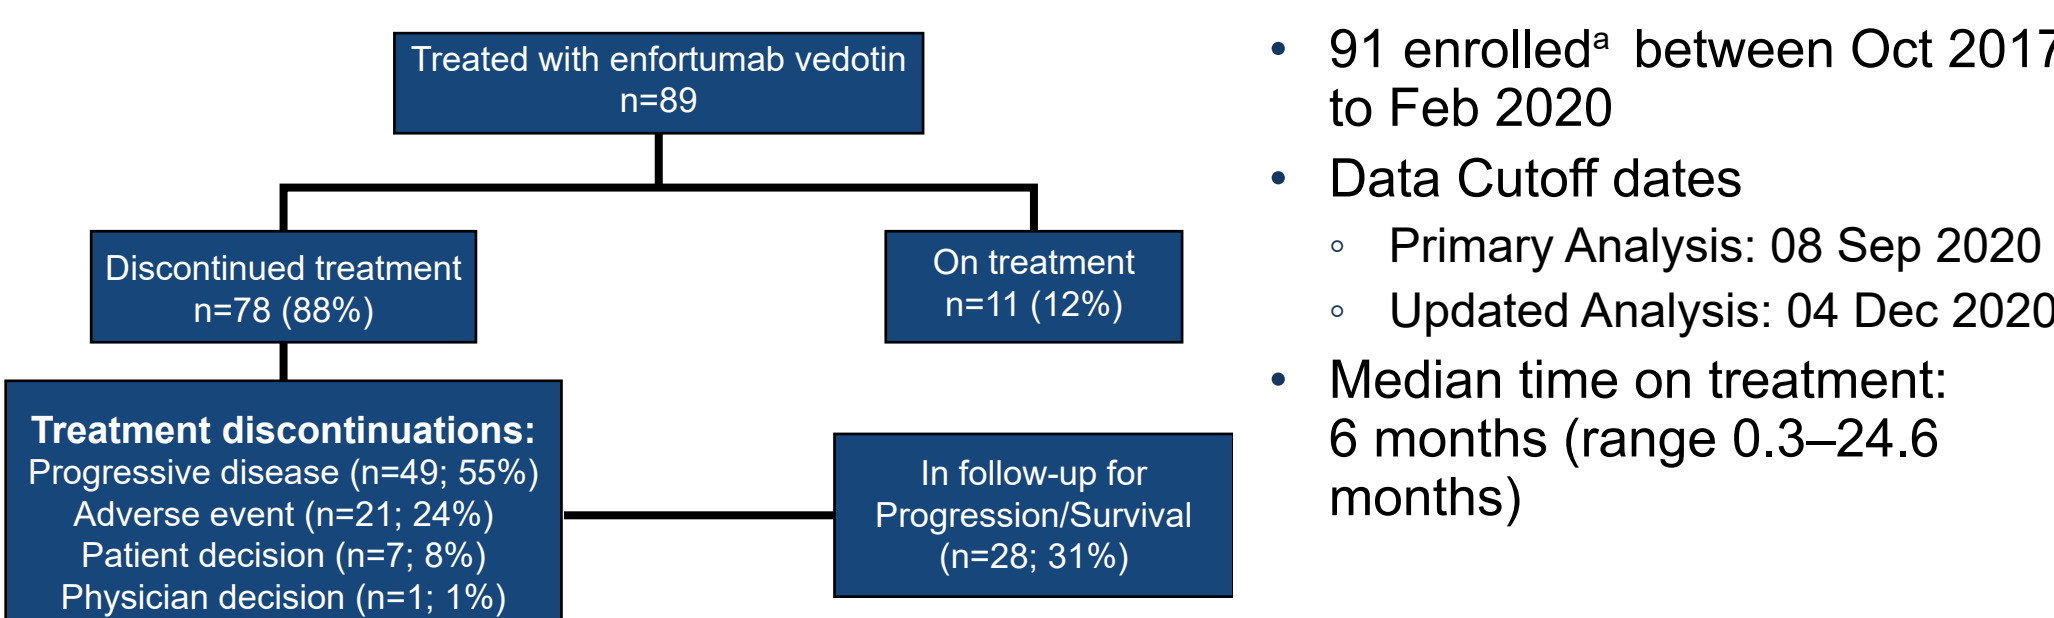 Treated with enfortumab vedotin
n=89
Discontinued treatment
n=78 (88%)
On treatment
n=11 (12%)
Treatment discontinuations:
Progressive disease (n=49; 55%)
Adverse event (n=21; 24%)
Patient decision (n=7; 8%)
Physician decision (n=1; 1%)
In follow-up for
Progression/Survival
(n=28; 31%)
• 91 enrolledᵃ between Oct 2017
to Feb 2020
• Data Cutoff dates
◦ Primary Analysis: 08 Sep 2020
◦ Updated Analysis: 04 Dec 2020
• Median time on treatment:
6 months (range 0.3–24.6
months)